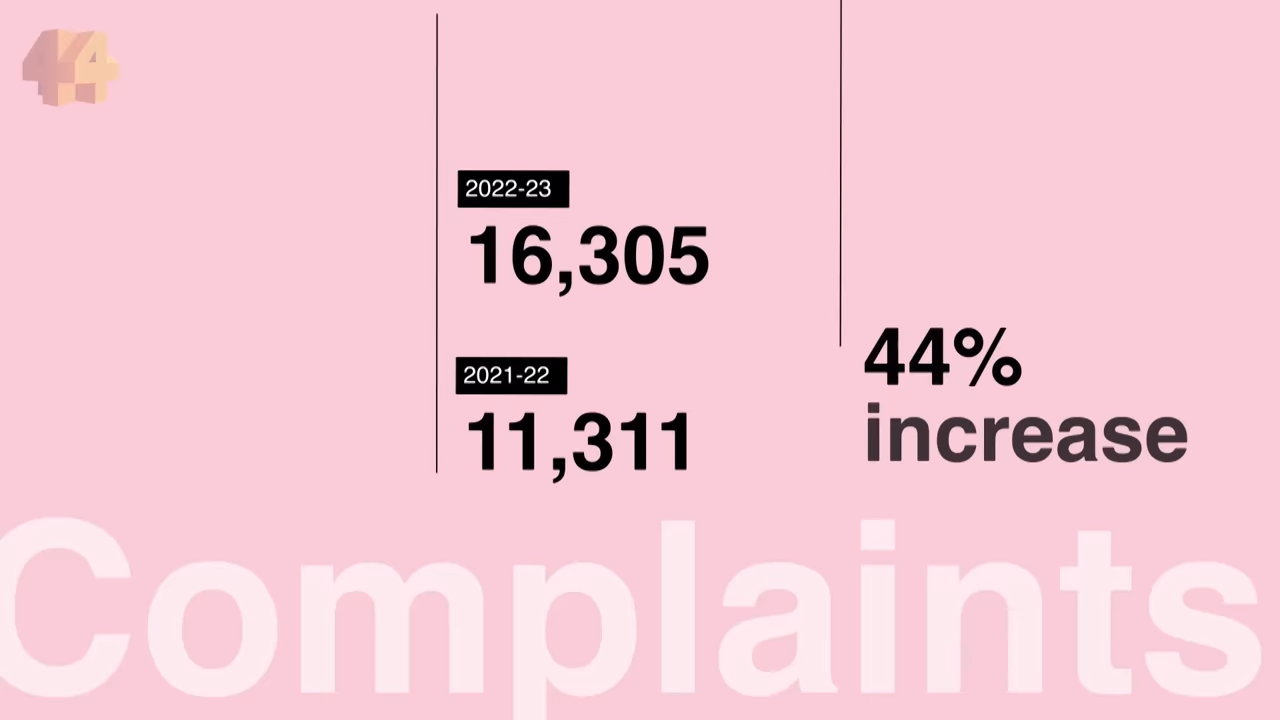 2022-23
16,305
2021-22
11,311
44%
increase
Complaints